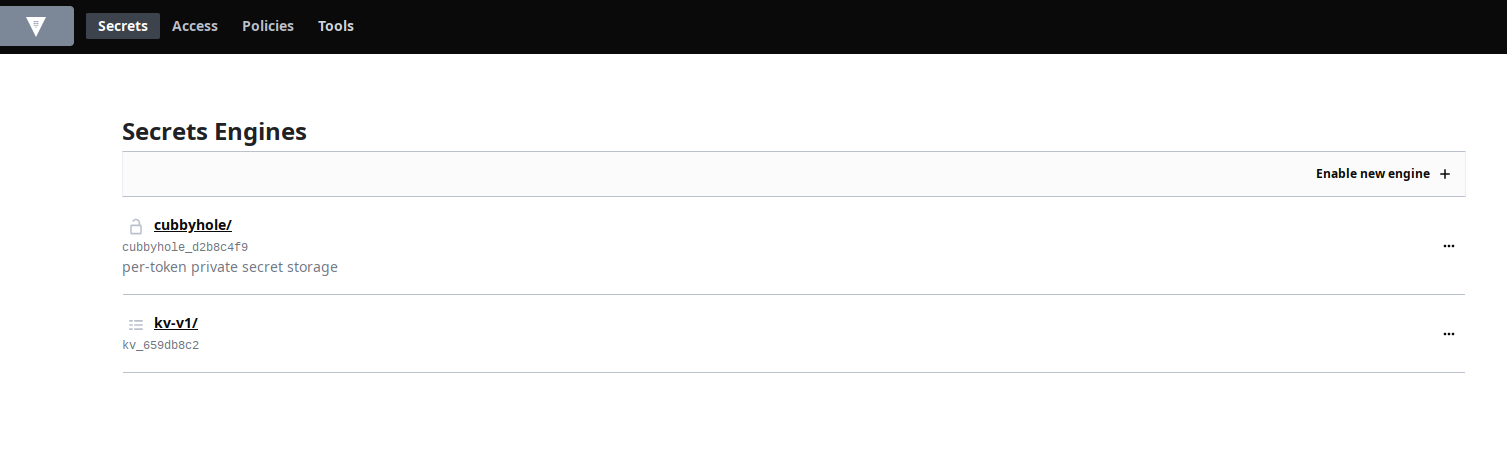 Secrets Access Policies Tools
Secrets Engines
Enable new engine +
cubbyhole/
cubbyhole_d2b8c4f9
per-token private secret storage
kv-v1/
kv_659db8c2